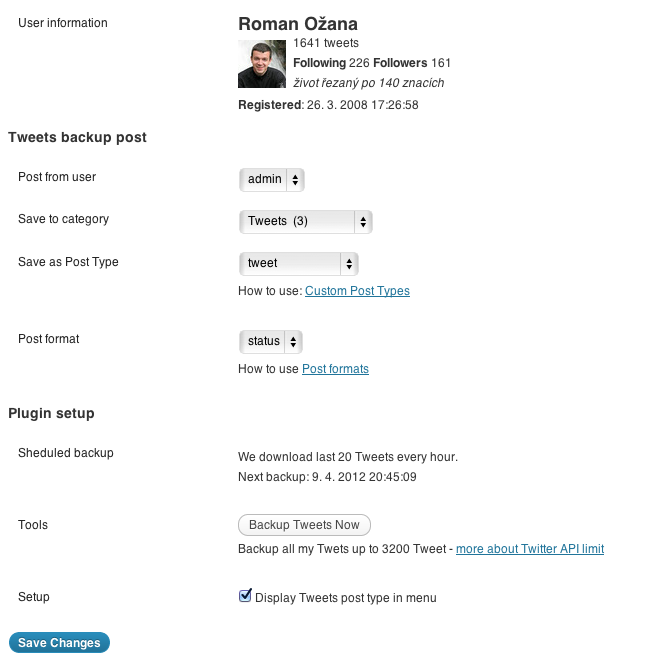 User information
Roman Ožana
1641 tweets
Following 226 Followers 161
život řezaný po 140 znacích
Registered: 26. 3. 2008 17:26:58
Tweets backup post
Post from user
admin
Save to category
Tweets (3)
Save as Post Type
tweet
How to use: Custom Post Types
Post format
status
How to use Post formats
Plugin setup
Sheduled backup
We download last 20 Tweets every hour.
Next backup: 9. 4. 2012 20:45:09
Tools
Backup Tweets Now
Backup all my Twets up to 3200 Tweet - more about Twitter API limit
Setup
Display Tweets post type in menu
Save Changes